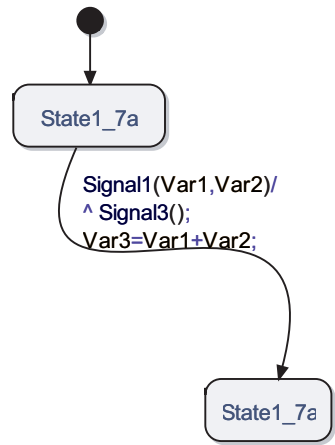 State1_7a
Signal1(Var1,Var2)/
^ Signal3();
Var3=Var1+Var2;
State1_7a